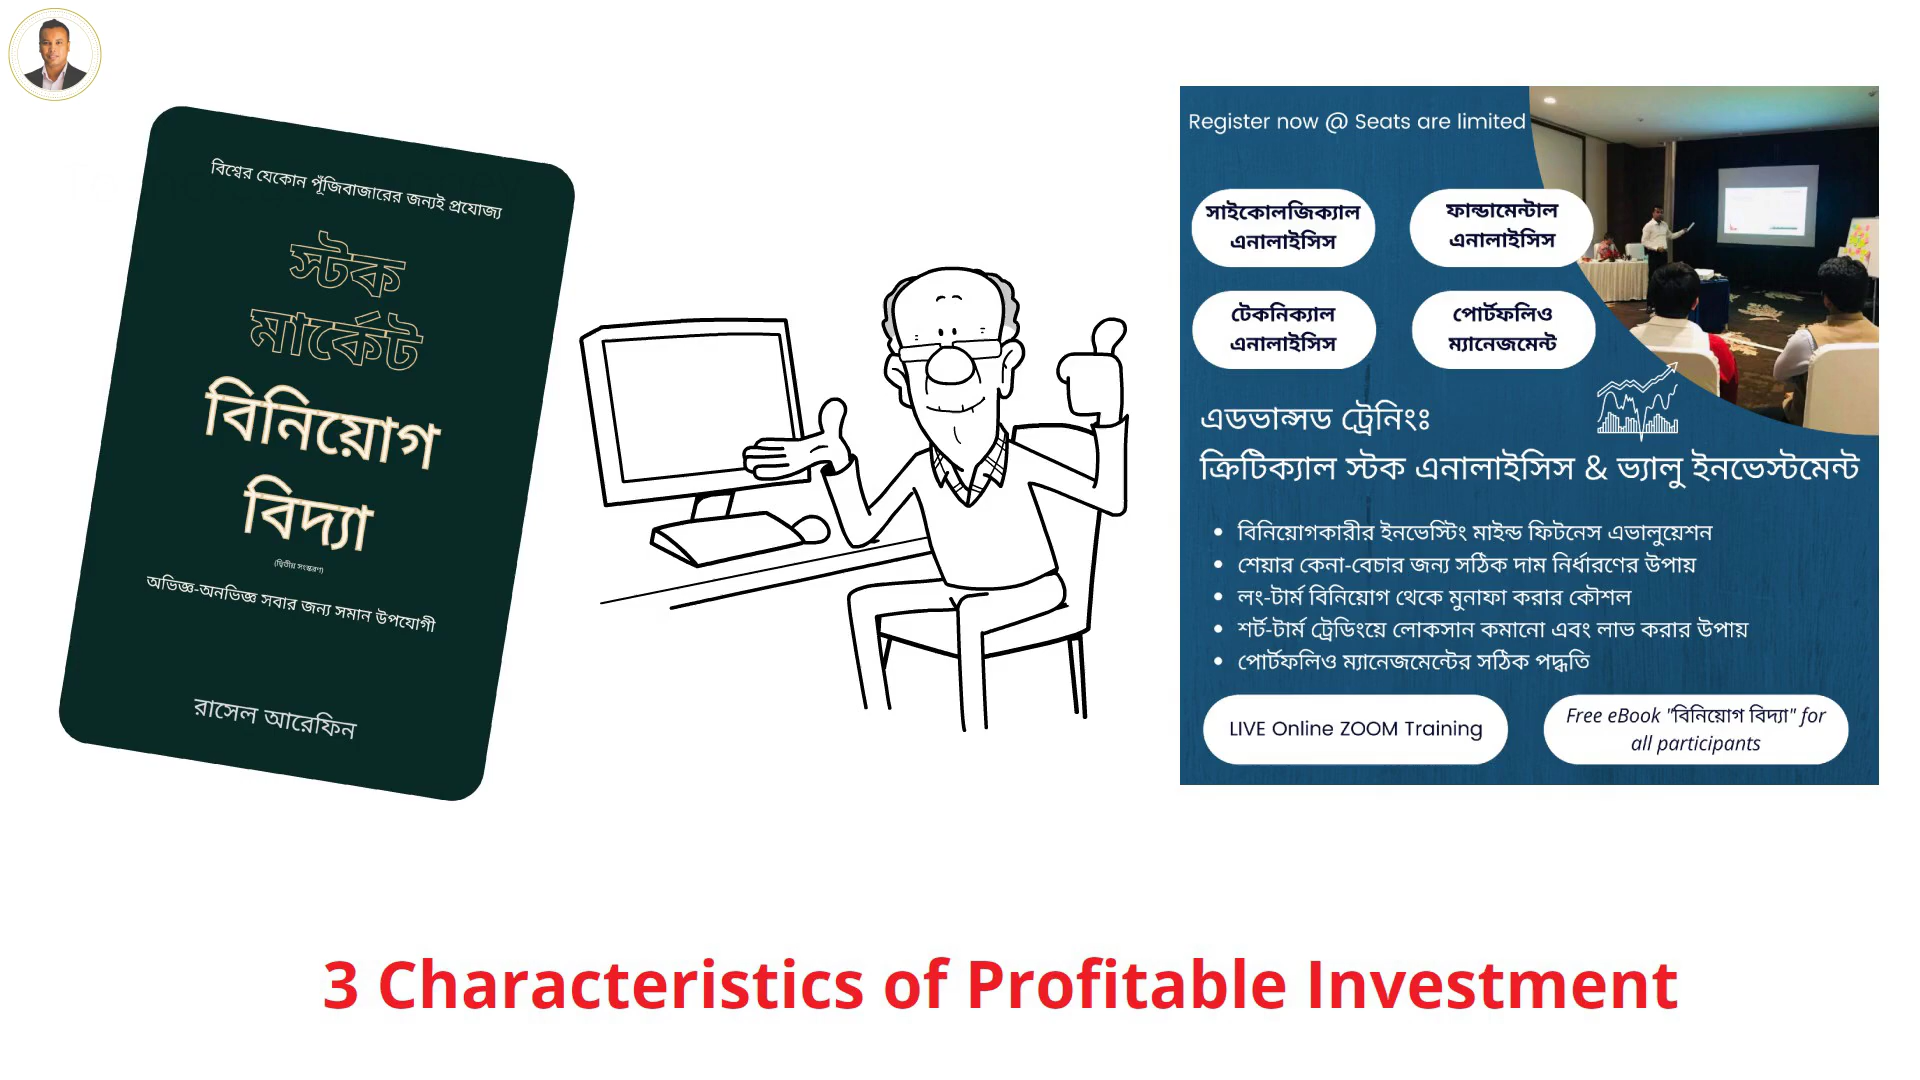 বিশ্বের যেকোন পূঁজিবাজারের জন্যই প্রযোজ্য
স্টক
মার্কেট
বিনিয়োগ
বিদ্যা
(দ্বিতীয় সংস্করণ)
অভিজ্ঞ-অনভিজ্ঞ সবার জন্য সমান উপযোগী
রাসেল আরেফিন
Register now @ Seats are limited
সাইকোলজিক্যাল
এনালাইসিস
ফান্ডামেন্টাল
এনালাইসিস
টেকনিক্যাল
এনালাইসিস
পোর্টফলিও
ম্যানেজমেন্ট
এডভান্সড ট্রেনিংঃ
ক্রিটিক্যাল স্টক এনালাইসিস & ভ্যালু ইনভেস্টমেন্ট
• বিনিয়োগকারীর ইনভেস্টিং মাইন্ড ফিটনেস এভালুয়েশন
• শেয়ার কেনা-বেচার জন্য সঠিক দাম নির্ধারণের উপায়
• লং-টার্ম বিনিয়োগ থেকে মুনাফা করার কৌশল
• শর্ট-টার্ম ট্রেডিংয়ে লোকসান কমানো এবং লাভ করার উপায়
• পোর্টফলিও ম্যানেজমেন্টের সঠিক পদ্ধতি
LIVE Online ZOOM Training
Free eBook "বিনিয়োগ বিদ্যা" for
all participants
3 Characteristics of Profitable Investment